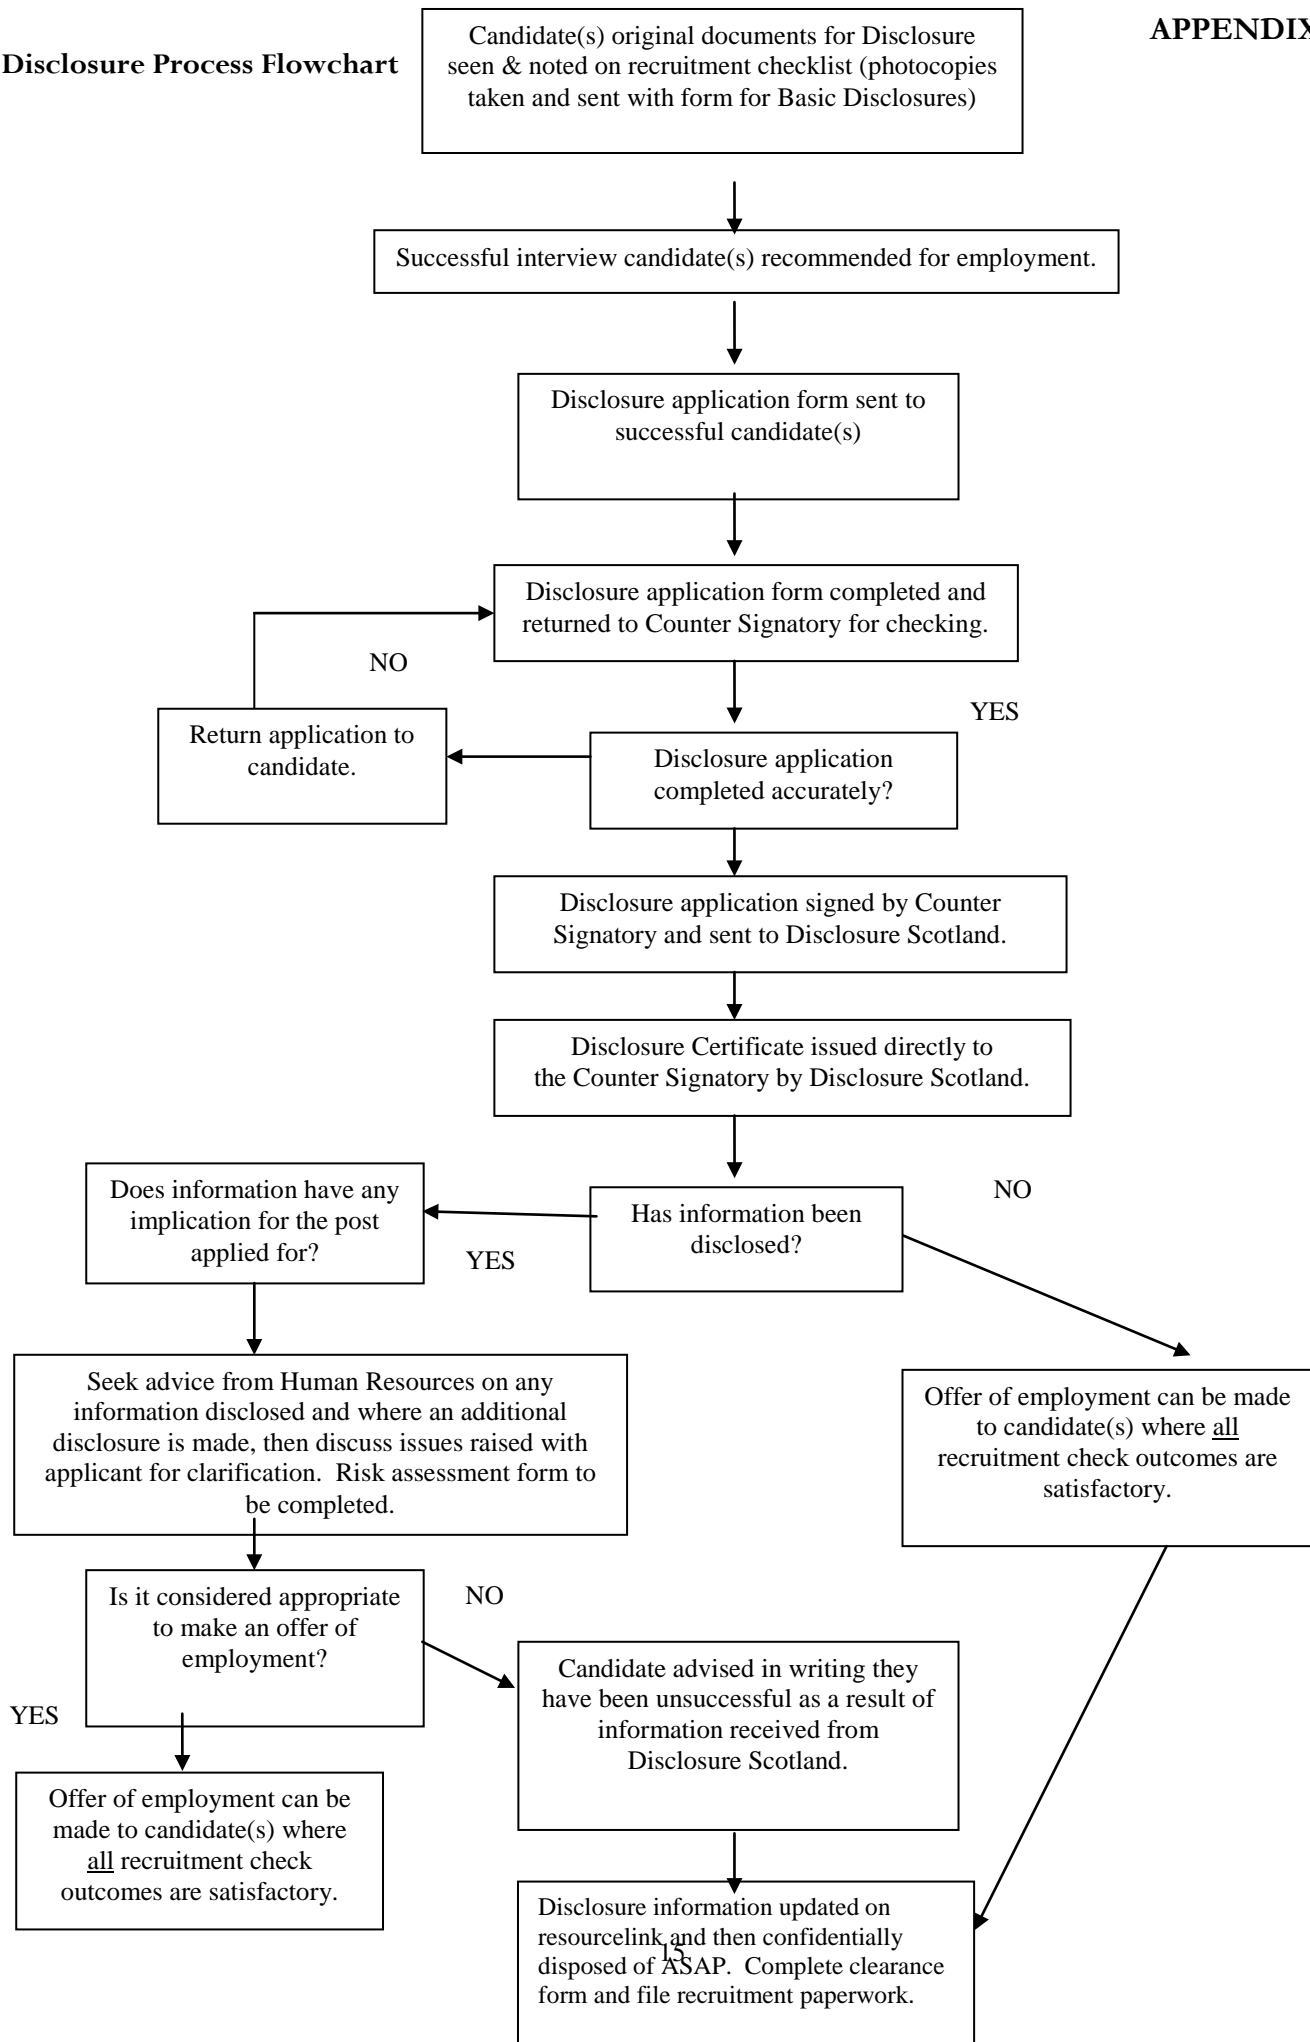 APPENDIX
Disclosure Process Flowchart
Candidate(s) original documents for Disclosure
seen & noted on recruitment checklist (photocopies
taken and sent with form for Basic Disclosures)
Successful interview candidate(s) recommended for employment.
Disclosure application form sent to
successful candidate(s)
Disclosure application form completed and
returned to Counter Signatory for checking.
NO
YES
Return application to
candidate.
Disclosure application
completed accurately?
Disclosure application signed by Counter
Signatory and sent to Disclosure Scotland.
Disclosure Certificate issued directly to
the Counter Signatory by Disclosure Scotland.
Does information have any
implication for the post
applied for?
YES
Has information been
disclosed?
NO
Seek advice from Human Resources on any
information disclosed and where an additional
disclosure is made, then discuss issues raised with
applicant for clarification.  Risk assessment form to
be completed.
Offer of employment can be made
to candidate(s) where all
recruitment check outcomes are
satisfactory.
Is it considered appropriate
to make an offer of
employment?
NO
YES
Candidate advised in writing they
have been unsuccessful as a result of
information received from
Disclosure Scotland.
Offer of employment can be
made to candidate(s) where
all recruitment check
outcomes are satisfactory.
Disclosure information updated on
resourcelink and then confidentially
disposed of ASAP.  Complete clearance
form and file recruitment paperwork.
15